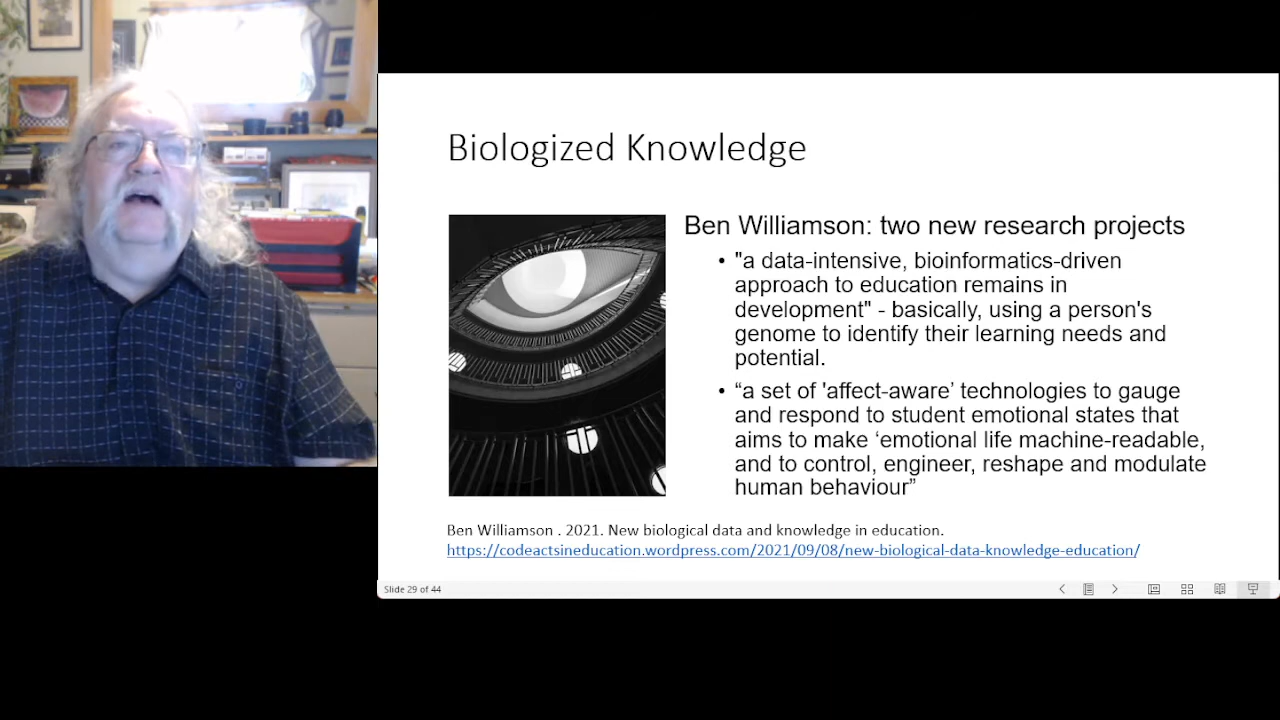 Biologized Knowledge
Ben Williamson: two new research projects
• "a data-intensive, bioinformatics-driven
approach to education remains in
development" - basically, using a person's
genome to identify their learning needs and
potential.
• “a set of 'affect-aware’ technologies to gauge
and respond to student emotional states that
aims to make ‘emotional life machine-readable,
and to control, engineer, reshape and modulate
human behaviour”
Ben Williamson . 2021. New biological data and knowledge in education.
https://codeactsineducation.wordpress.com/2021/09/08/new-biological-data-knowledge-education/
Slide 29 of 44